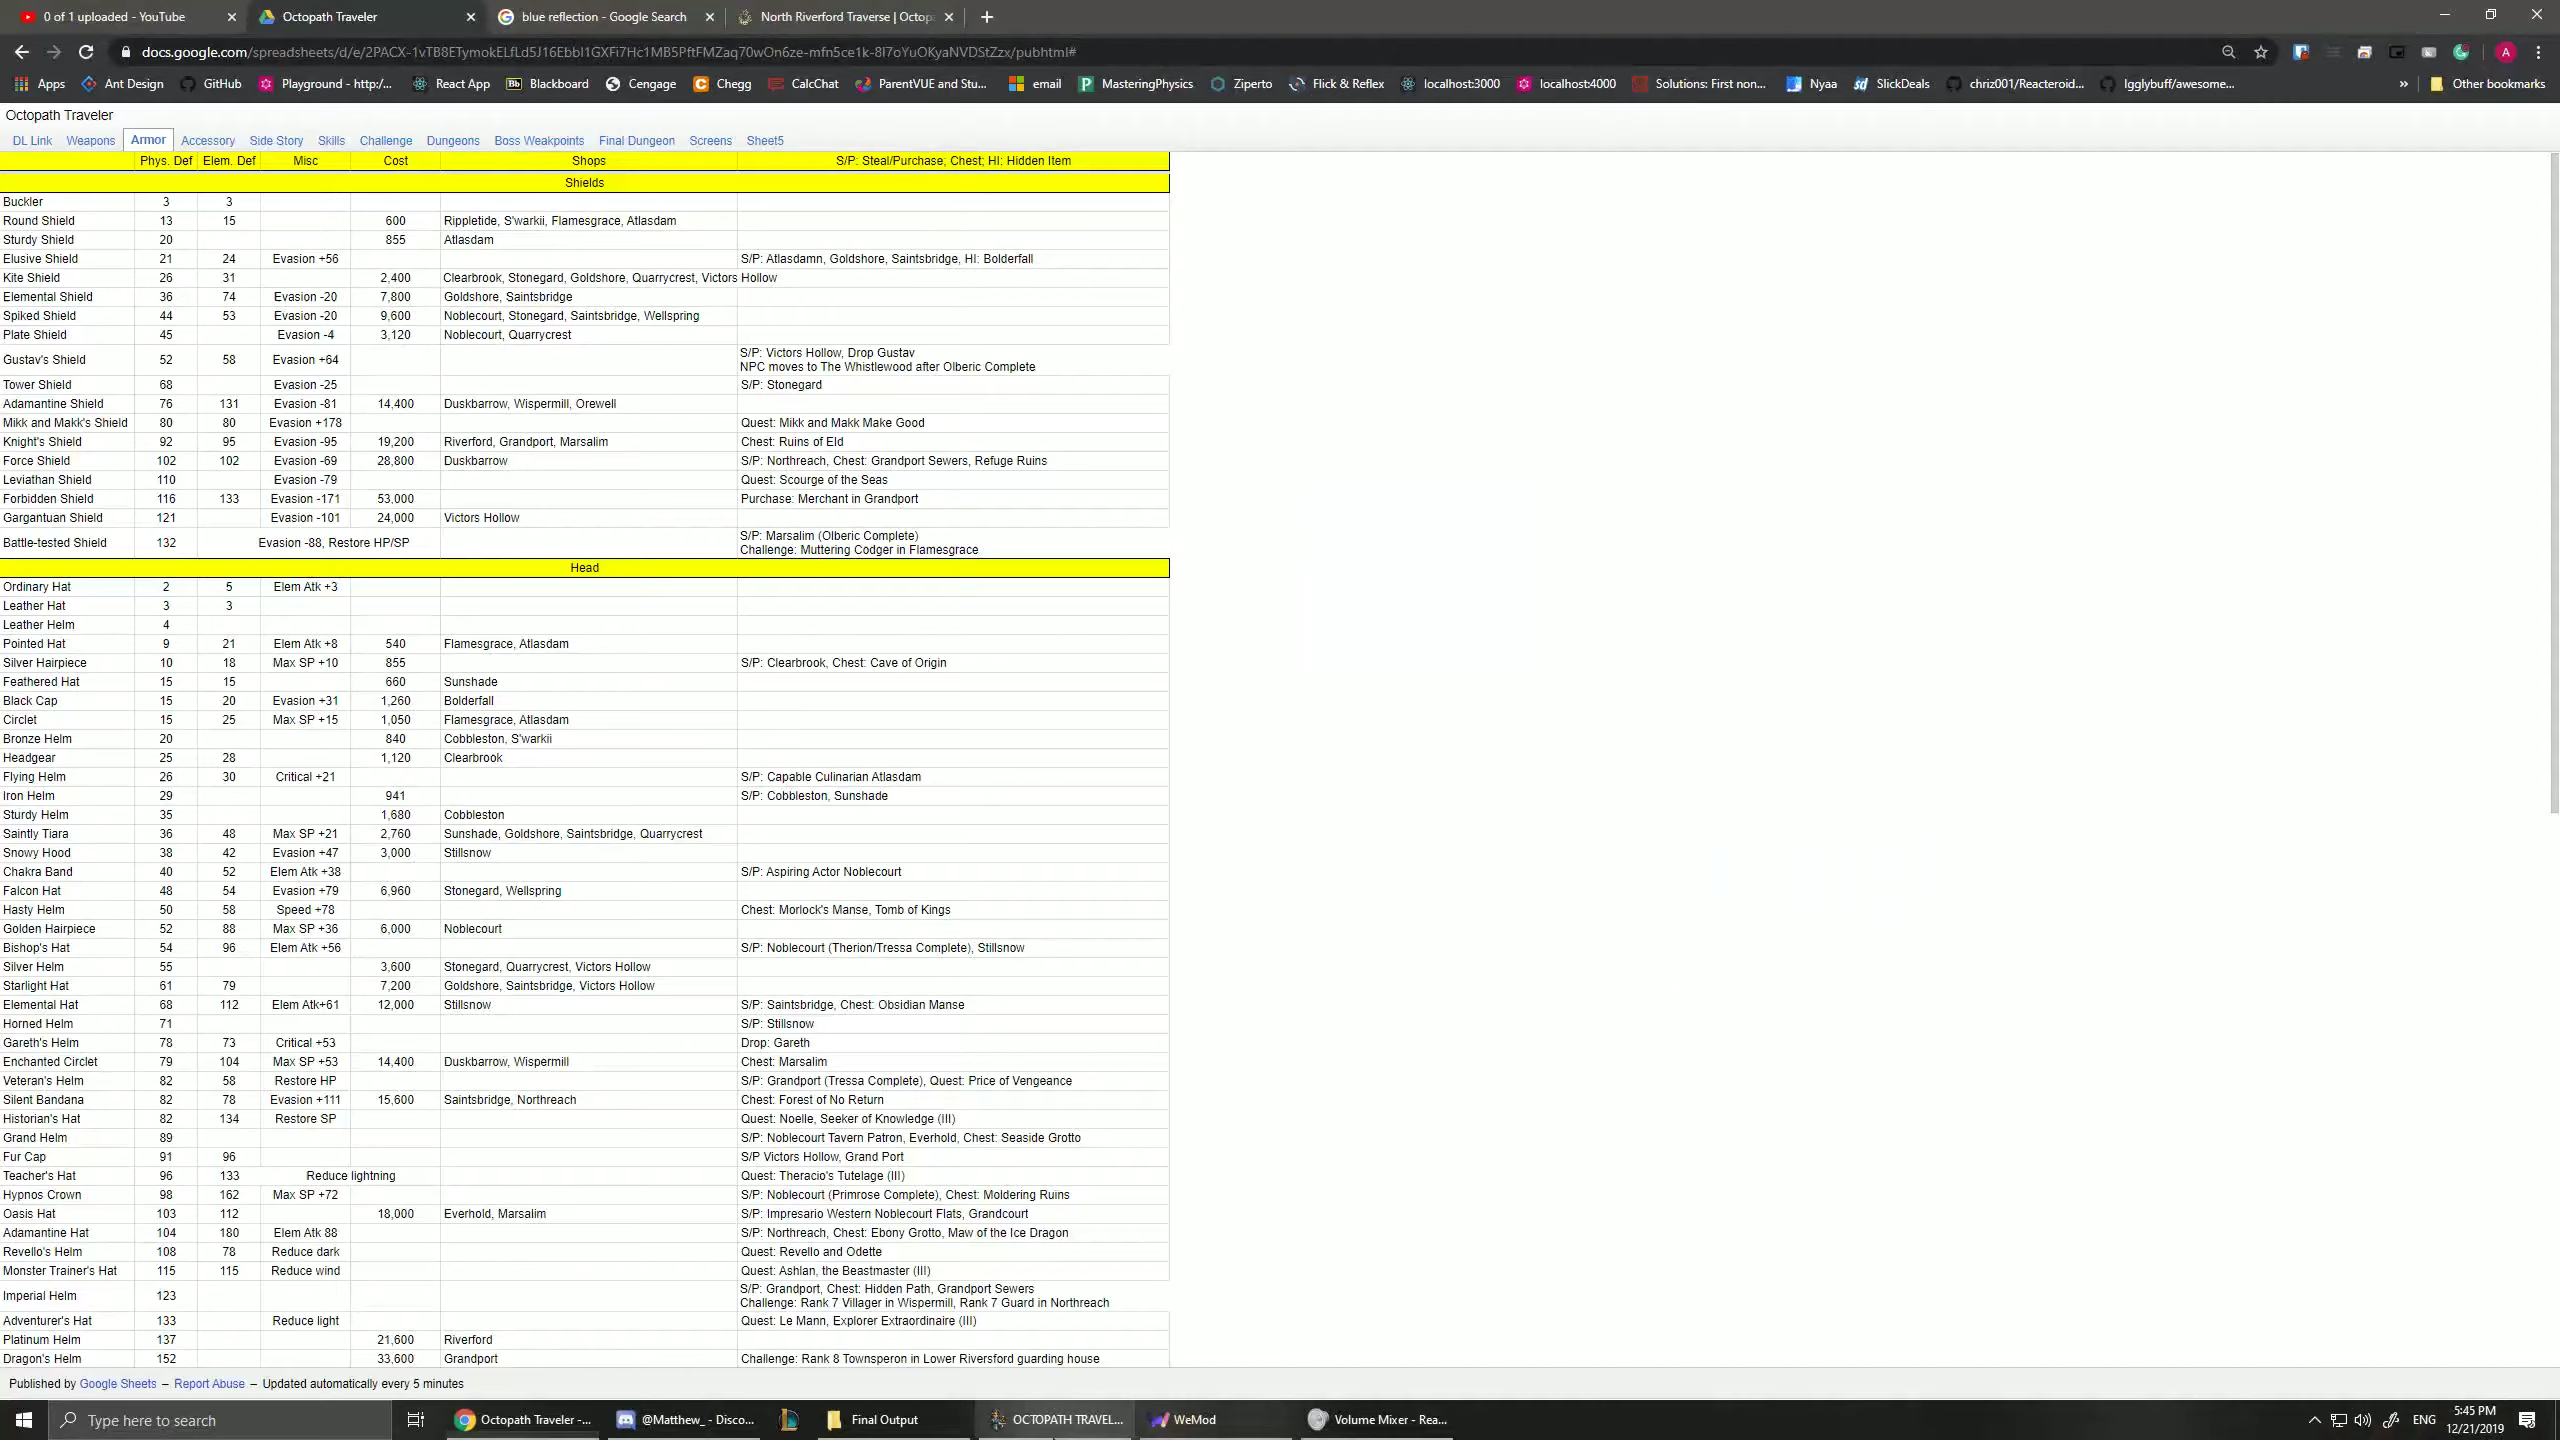 0 of 1 uploaded - YouTube
Octopath Traveler
blue reflection - Google Search
North Riverford Traverse | Octop
docs.google.com/spreadsheets/d/e/2PACX-1vTB8ETymokELfLd5J16EbbI1GXFi7Hc1MB5PftFMZaq70wOn6ze-mfn5ce1k-8I7oYuOKyaNVDStZzx/pubhtml#
Apps Ant Design GitHub Playground - http:/... React App Blackboard Cengage Chegg CalcChat ParentVUE and Stu... email MasteringPhysics Ziperto Flick & Reflex localhost:3000 localhost:4000 Solutions: First non... Nyaa SlickDeals chriz001/Reacteroid... Igglybuff/awesome... » Other bookmarks
Octopath Traveler
DL Link Weapons Armor Accessory Side Story Skills Challenge Dungeons Boss Weakpoints Final Dungeon Screens Sheet5
Phys. Def Elem. Def Misc Cost Shops S/P: Steal/Purchase; Chest; HI: Hidden Item
Shields
Buckler 3 3
Round Shield 13 15 600 Rippletide, S'warkii, Flamesgrace, Atlasdam
Sturdy Shield 20 855 Atlasdam
Elusive Shield 21 24 Evasion +56 S/P: Atlasdamn, Goldshore, Saintsbridge, HI: Bolderfall
Kite Shield 26 31 2,400 Clearbrook, Stonegard, Goldshore, Quarrycrest, Victors Hollow
Elemental Shield 36 74 Evasion -20 7,800 Goldshore, Saintsbridge
Spiked Shield 44 53 Evasion -20 9,600 Noblecourt, Stonegard, Saintsbridge, Wellspring
Plate Shield 45 Evasion -4 3,120 Noblecourt, Quarrycrest
Gustav's Shield 52 58 Evasion +64 S/P: Victors Hollow, Drop Gustav
NPC moves to The Whistlewood after Olberic Complete
Tower Shield 68 Evasion -25 S/P: Stonegard
Adamantine Shield 76 131 Evasion -81 14,400 Duskbarrow, Wispermill, Orewell
Mikk and Makk's Shield 80 80 Evasion +178 Quest: Mikk and Makk Make Good
Knight's Shield 92 95 Evasion -95 19,200 Riverford, Grandport, Marsalim Chest: Ruins of Eld
Force Shield 102 102 Evasion -69 28,800 Duskbarrow S/P: Northreach, Chest: Grandport Sewers, Refuge Ruins
Leviathan Shield 110 Evasion -79 Quest: Scourge of the Seas
Forbidden Shield 116 133 Evasion -171 53,000 Purchase: Merchant in Grandport
Gargantuan Shield 121 Evasion -101 24,000 Victors Hollow
Battle-tested Shield 132 Evasion -88, Restore HP/SP S/P: Marsalim (Olberic Complete)
Challenge: Muttering Codger in Flamesgrace
Head
Ordinary Hat 2 5 Elem Atk +3
Leather Hat 3 3
Leather Helm 4
Pointed Hat 9 21 Elem Atk +8 540 Flamesgrace, Atlasdam
Silver Hairpiece 10 18 Max SP +10 855 S/P: Clearbrook, Chest: Cave of Origin
Feathered Hat 15 15 660 Sunshade
Black Cap 15 20 Evasion +31 1,260 Bolderfall
Circlet 15 25 Max SP +15 1,050 Flamesgrace, Atlasdam
Bronze Helm 20 840 Cobbleston, S'warkii
Headgear 25 28 1,120 Clearbrook
Flying Helm 26 30 Critical +21 S/P: Capable Culinarian Atlasdam
Iron Helm 29 941 S/P: Cobbleston, Sunshade
Sturdy Helm 35 1,680 Cobbleston
Saintly Tiara 36 48 Max SP +21 2,760 Sunshade, Goldshore, Saintsbridge, Quarrycrest
Snowy Hood 38 42 Evasion +47 3,000 Stillsnow
Chakra Band 40 52 Elem Atk +38 S/P: Aspiring Actor Noblecourt
Falcon Hat 48 54 Evasion +79 6,960 Stonegard, Wellspring
Hasty Helm 50 58 Speed +78 Chest: Morlock's Manse, Tomb of Kings
Golden Hairpiece 52 88 Max SP +36 6,000 Noblecourt
Bishop's Hat 54 96 Elem Atk +56 S/P: Noblecourt (Therion/Tressa Complete), Stillsnow
Silver Helm 55 3,600 Stonegard, Quarrycrest, Victors Hollow
Starlight Hat 61 79 7,200 Goldshore, Saintsbridge, Victors Hollow
Elemental Hat 68 112 Elem Atk+61 12,000 Stillsnow S/P: Saintsbridge, Chest: Obsidian Manse
Horned Helm 71 S/P: Stillsnow
Gareth's Helm 78 73 Critical +53 Drop: Gareth
Enchanted Circlet 79 104 Max SP +53 14,400 Duskbarrow, Wispermill Chest: Marsalim
Veteran's Helm 82 58 Restore HP S/P: Grandport (Tressa Complete), Quest: Price of Vengeance
Silent Bandana 82 78 Evasion +111 15,600 Saintsbridge, Northreach Chest: Forest of No Return
Historian's Hat 82 134 Restore SP Quest: Noelle, Seeker of Knowledge (III)
Grand Helm 89 S/P: Noblecourt Tavern Patron, Everhold, Chest: Seaside Grotto
Fur Cap 91 96 S/P Victors Hollow, Grand Port
Teacher's Hat 96 133 Reduce lightning Quest: Theracio's Tutelage (III)
Hypnos Crown 98 162 Max SP +72 S/P: Noblecourt (Primrose Complete), Chest: Moldering Ruins
Oasis Hat 103 112 18,000 Everhold, Marsalim S/P: Impresario Western Noblecourt Flats, Grandcourt
Adamantine Hat 104 180 Elem Atk 88 S/P: Northreach, Chest: Ebony Grotto, Maw of the Ice Dragon
Revello's Helm 108 78 Reduce dark Quest: Revello and Odette
Monster Trainer's Hat 115 115 Reduce wind Quest: Ashlan, the Beastmaster (III)
Imperial Helm 123 S/P: Grandport, Chest: Hidden Path, Grandport Sewers
Challenge: Rank 7 Villager in Wispermill, Rank 7 Guard in Northreach
Adventurer's Hat 133 Reduce light Quest: Le Mann, Explorer Extraordinaire (III)
Platinum Helm 137 21,600 Riverford
Dragon's Helm 152 33,600 Grandport Challenge: Rank 8 Townsperon in Lower Riversford guarding house
Published by Google Sheets – Report Abuse – Updated automatically every 5 minutes
Type here to search
Octopath Traveler -...
@Matthew_ - Disco...
Final Output
OCTOPATH TRAVEL...
WeMod
Volume Mixer - Rea...
ENG
5:45 PM
12/21/2019